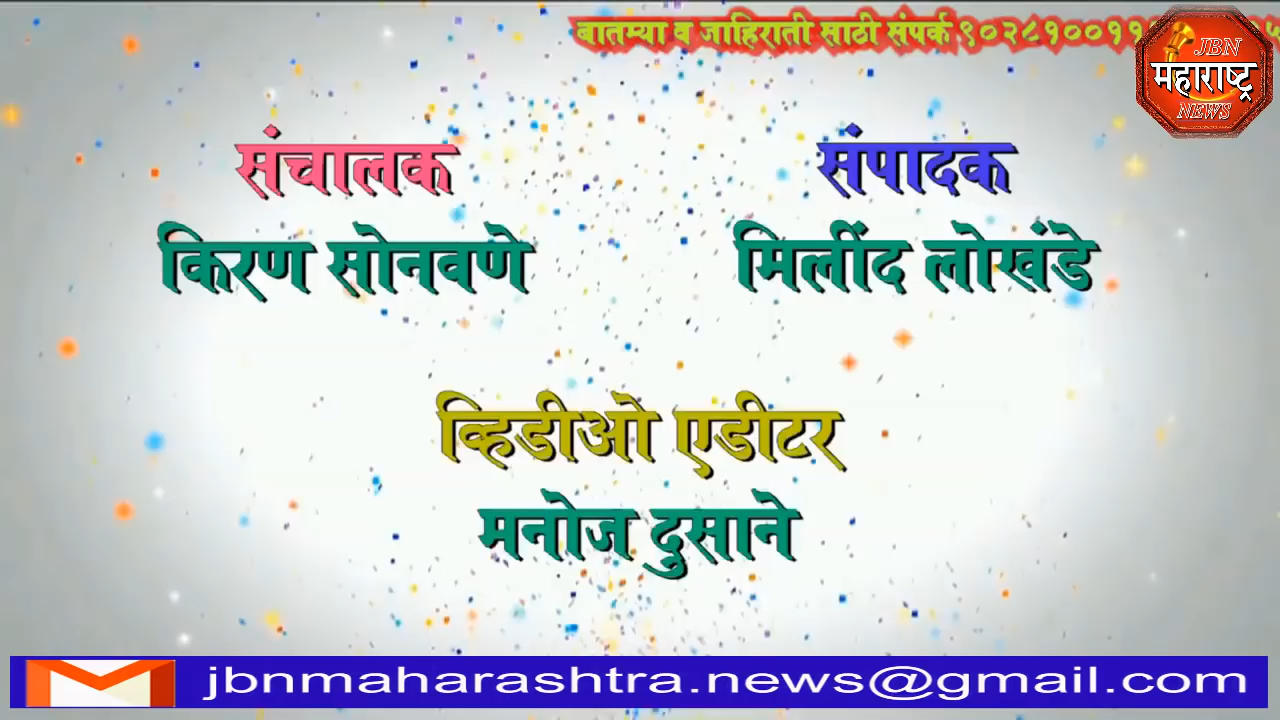 बातम्या व जाहिराती साठी संपर्क
JBN
महाराष्ट्र
NEWS
संचालक
किरण सोनवणे
संपादक
मिलींद लोखंडे
व्हिडीओ एडीटर
मनोज दुसाने
jbnmaharashtra.news@gmail.com